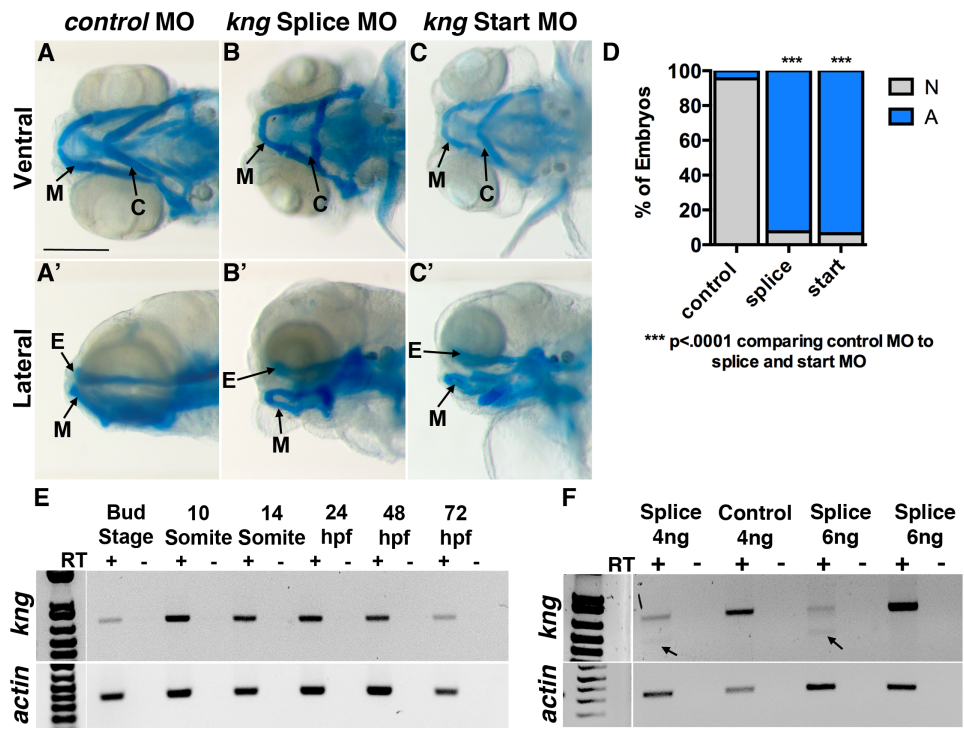 control MO kng Splice MO kng Start MO
A B C D
Ventral
M C M C M C
*** ***
100
80
60
40
20
0
% of Embryos
control splice start
N
A
*** p<.0001 comparing control MO to
splice and start MO
A' B' C'
Lateral
E M E M E M
E
Bud 10 14 24 48 72
Stage Somite Somite hpf hpf hpf
RT + - + - + - + - + - + -
kng
actin
F
Splice Control Splice Splice
4ng 4ng 6ng 6ng
RT + - + - + - + -
kng
actin